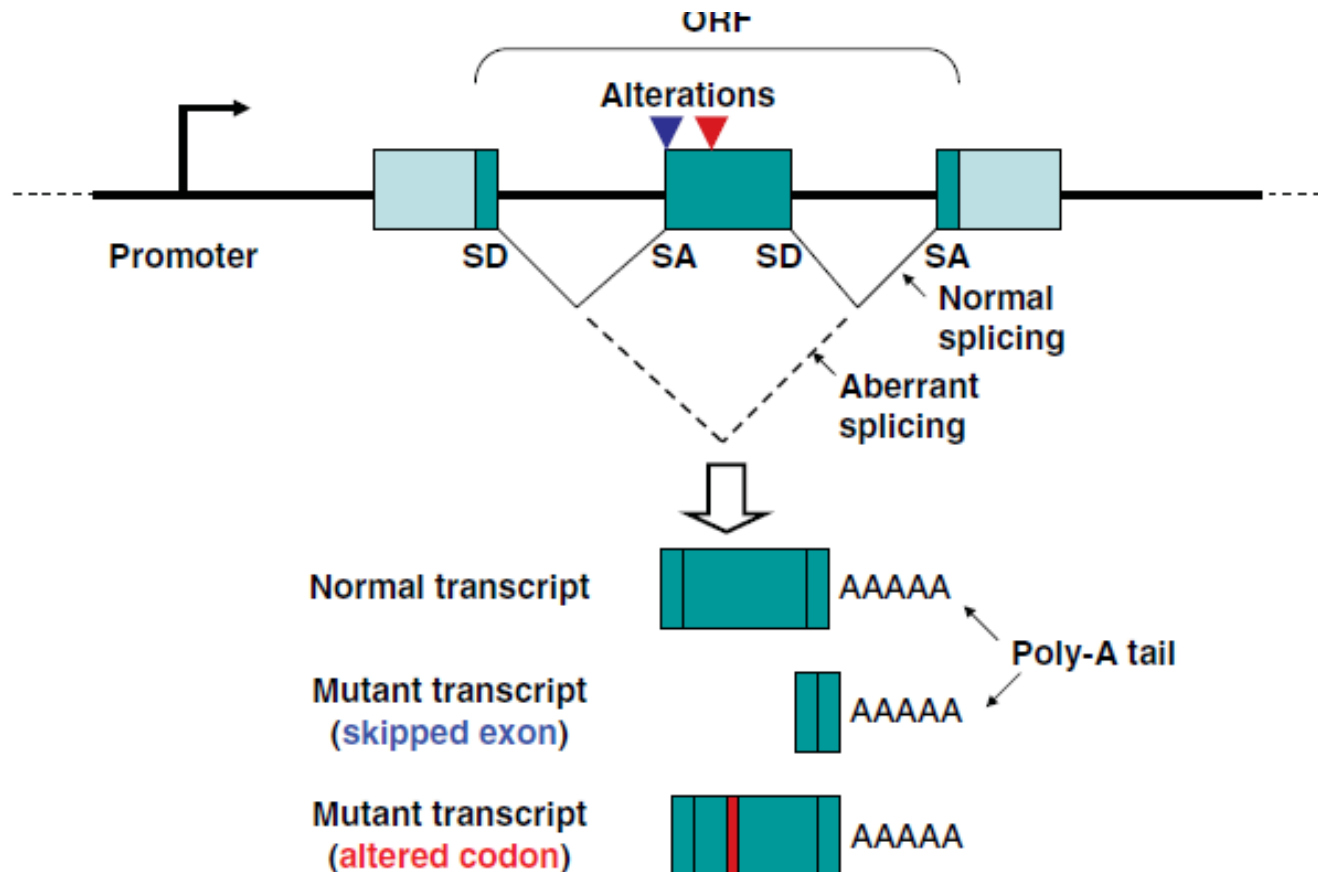 ORF
Alterations
Promoter
SD
SA
SD
SA
Normal
splicing
Aberrant
splicing
Normal transcript
AAAAA
Poly-A tail
Mutant transcript
(skipped exon)
AAAAA
Mutant transcript
(altered codon)
AAAAA